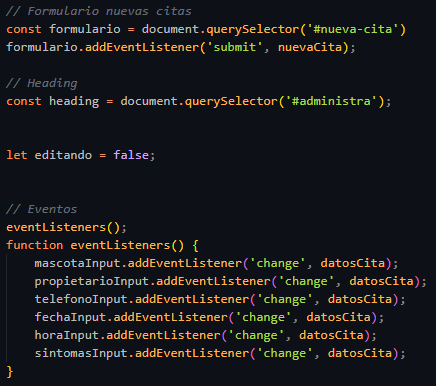 // Formulario nuevas citas
const formulario = document.querySelector('#nueva-cita')
formulario.addEventListener('submit', nuevaCita);
// Heading
const heading = document.querySelector('#administra');
let editando = false;
// Eventos
eventListeners();
function eventListeners() {
mascotaInput.addEventListener('change', datosCita);
propietarioInput.addEventListener('change', datosCita);
telefonoInput.addEventListener('change', datosCita);
fechaInput.addEventListener('change', datosCita);
horaInput.addEventListener('change', datosCita);
sintomasInput.addEventListener('change', datosCita);
}